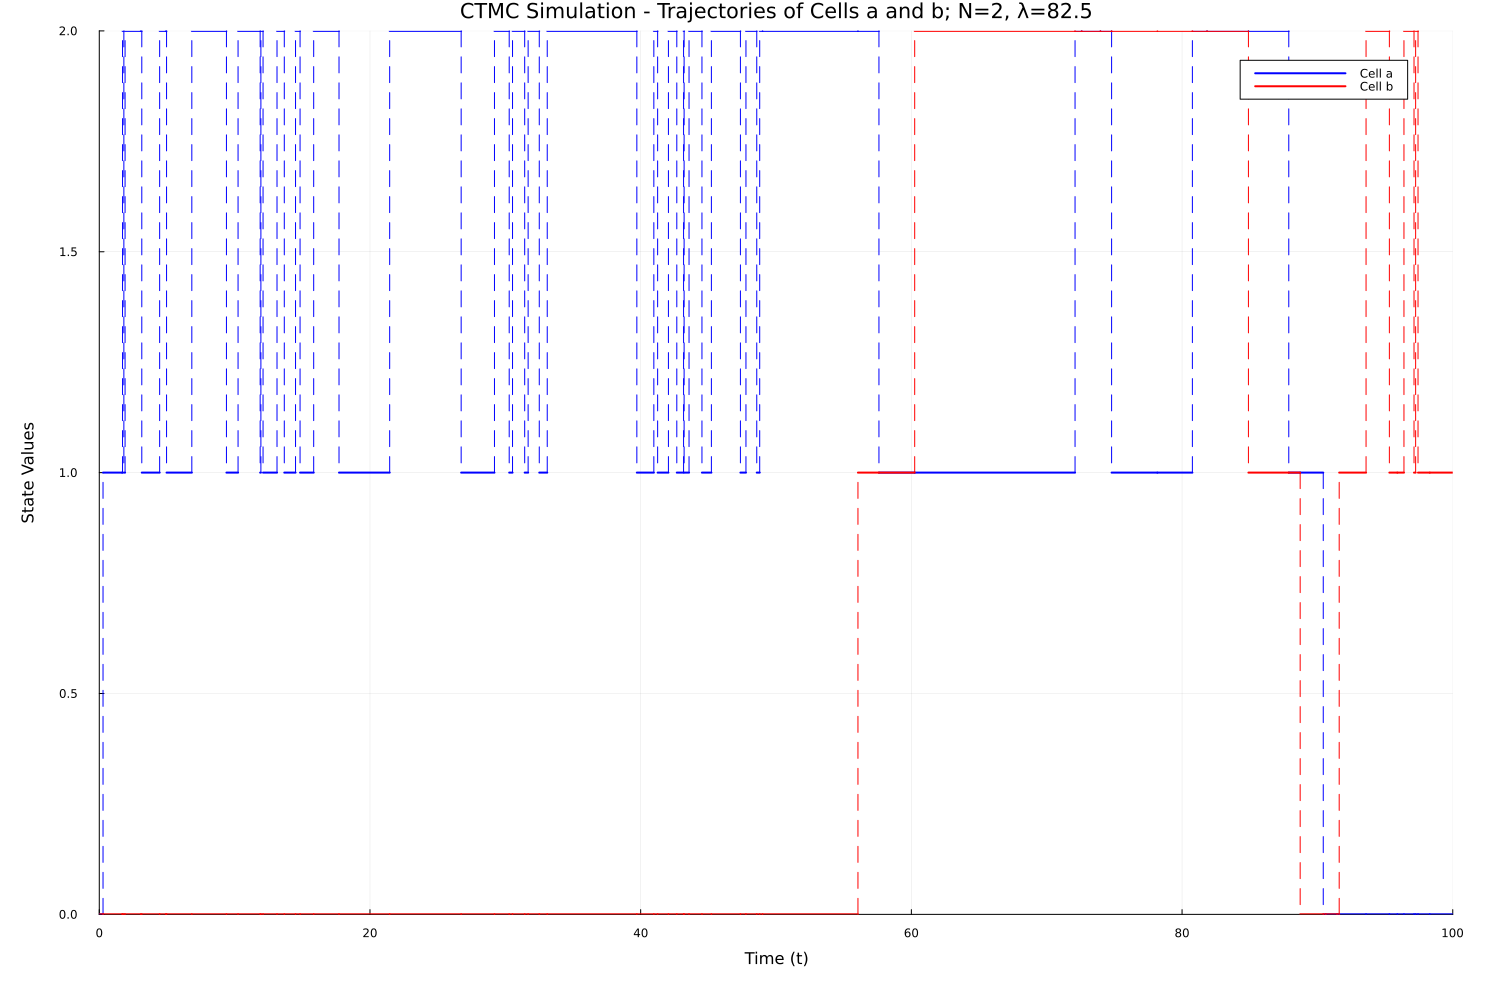 CTMC Simulation - Trajectories of Cells a and b; N=2, λ=82.5
2.0
Cell a
Cell b
1.5
State Values
1.0
0.5
0.0
0 20 40 60 80 100
Time (t)